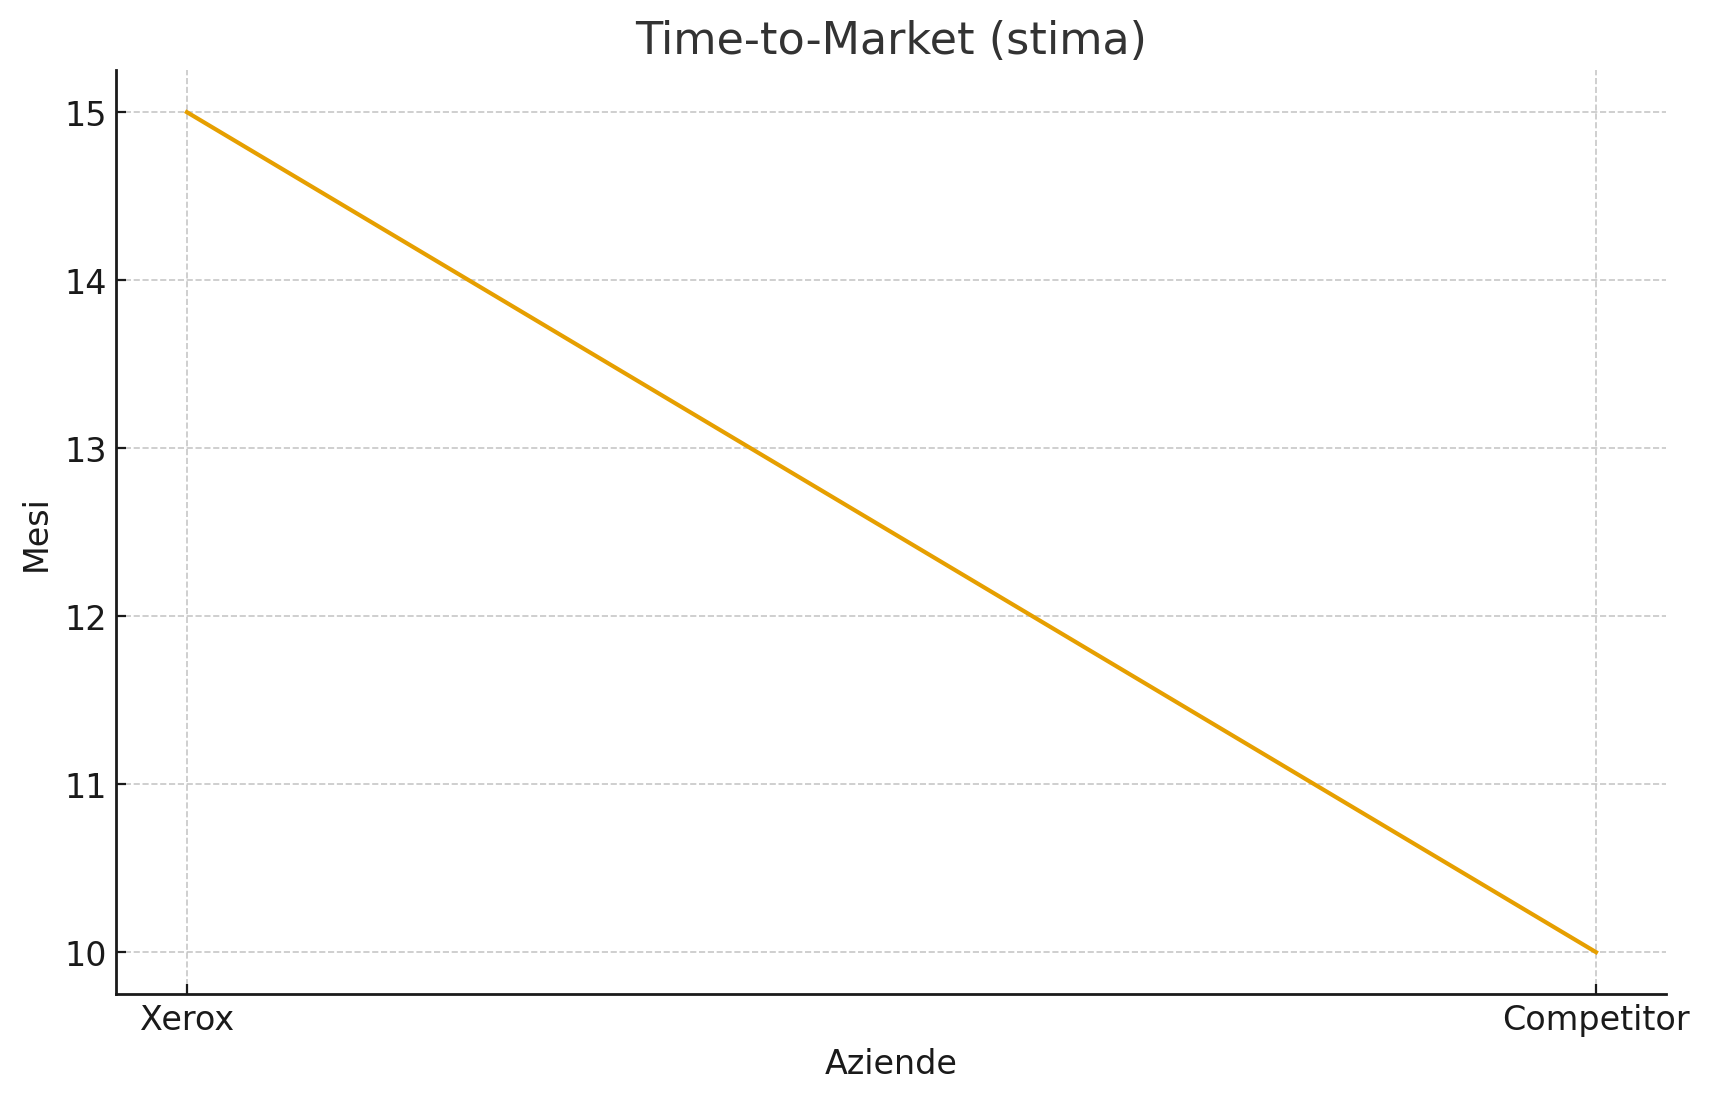 Time-to-Market (stima)
15
14
13
12
11
10
Mesi
Xerox
Competitor
Aziende